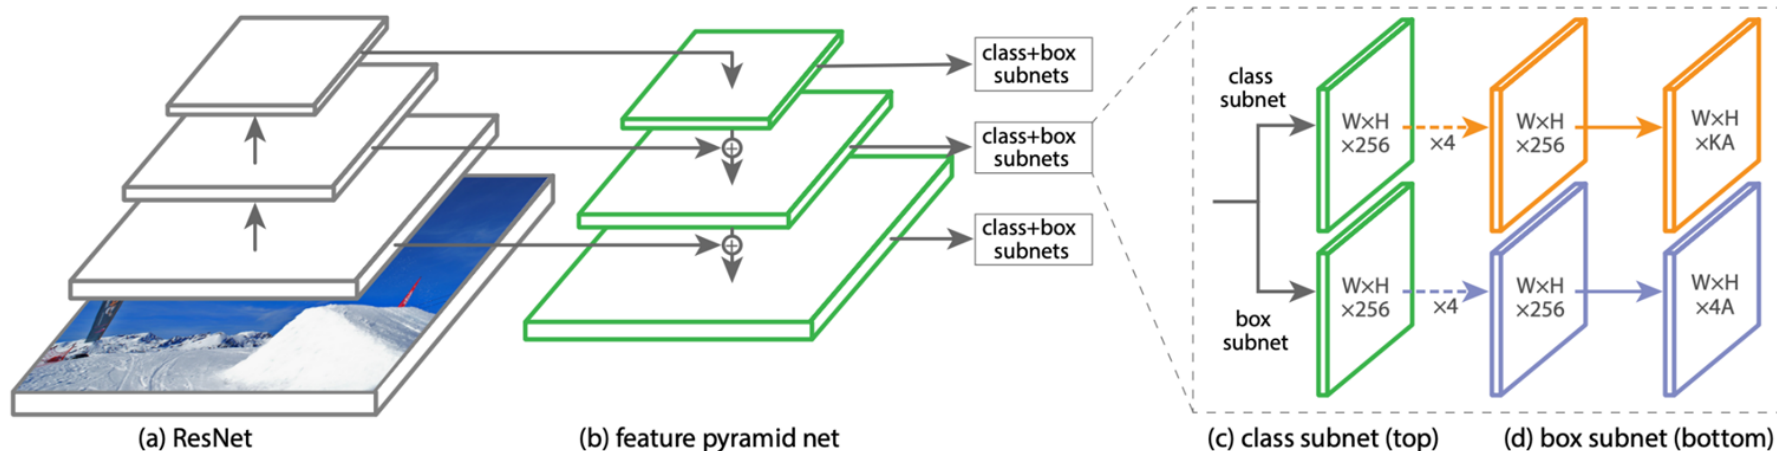 class+box
subnets
class+box
subnets
class+box
subnets
class
subnet
W×H
×256
×4
W×H
×256
W×H
×KA
box
subnet
W×H
×256
×4
W×H
×256
W×H
×4A
(a) ResNet
(b) feature pyramid net
(c) class subnet (top)
(d) box subnet (bottom)